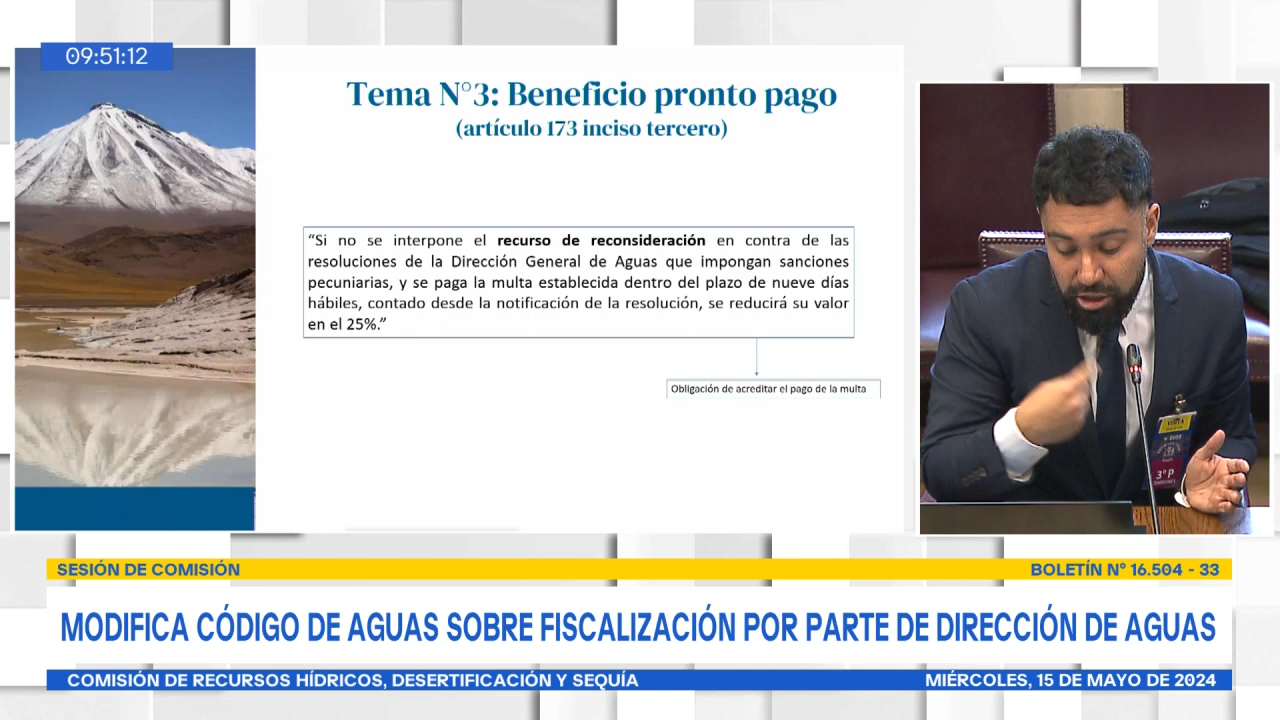 09:51:12
Tema N°3: Beneficio pronto pago
(artículo 173 inciso tercero)
“Si no se interpone el recurso de reconsideración en contra de las
resoluciones de la Dirección General de Aguas que impongan sanciones
pecuniarias, y se paga la multa establecida dentro del plazo de nueve días
hábiles, contado desde la notificación de la resolución, se reducirá su valor
en el 25%.”
Obligación de acreditar el pago de la multa
VISITA
3° P
SESIÓN DE COMISIÓN
BOLETÍN N° 16.504 - 33
MODIFICA CÓDIGO DE AGUAS SOBRE FISCALIZACIÓN POR PARTE DE DIRECCIÓN DE AGUAS
COMISIÓN DE RECURSOS HÍDRICOS, DESERTIFICACIÓN Y SEQUÍA
MIÉRCOLES, 15 DE MAYO DE 2024